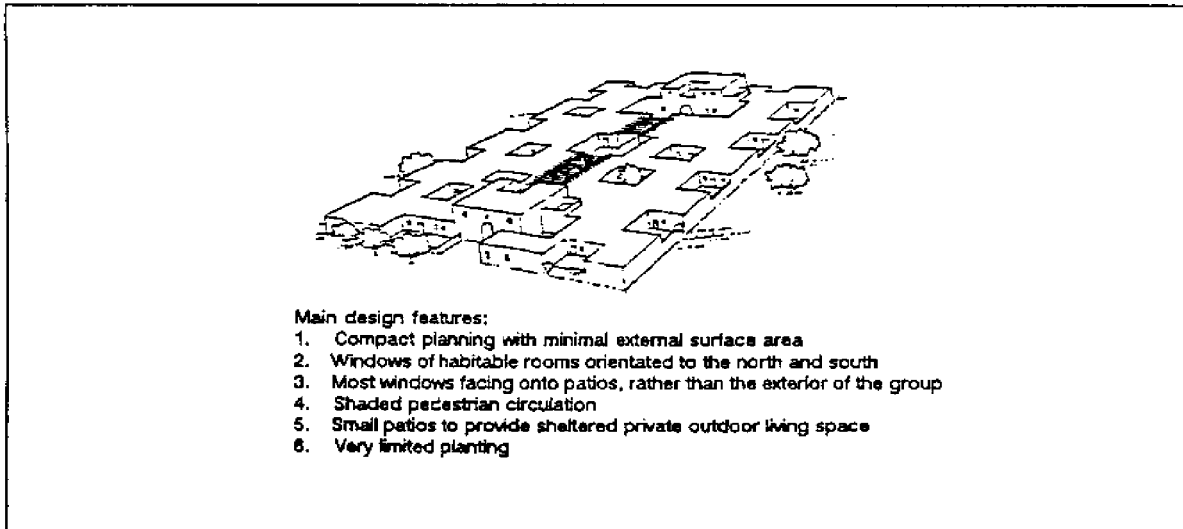 Main design features:
1. Compact planning with minimal external surface area
2. Windows of habitable rooms orientated to the north and south
3. Most windows facing onto patios, rather than the exterior of the group
4. Shaded pedestrian circulation
5. Small patios to provide sheltered private outdoor living space
6. Very limited planting